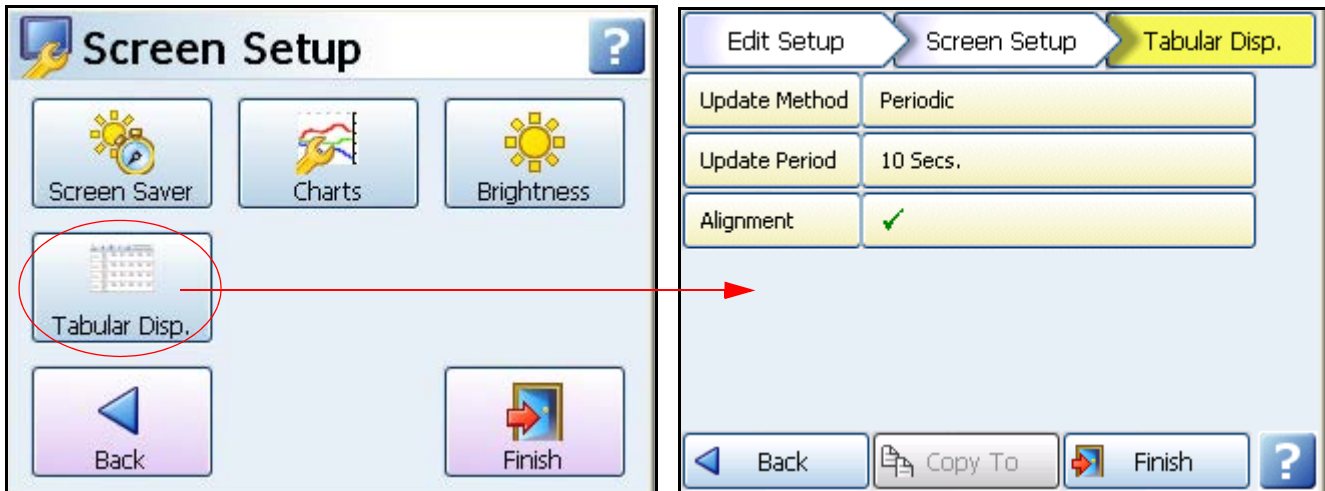 Screen Setup
?
Screen Saver
Charts
Brightness
Tabular Disp.
Back
Finish
Edit Setup
Screen Setup
Tabular Disp.
Update Method
Periodic
Update Period
10 Secs.
Alignment
✓
Back
Copy To
Finish
?